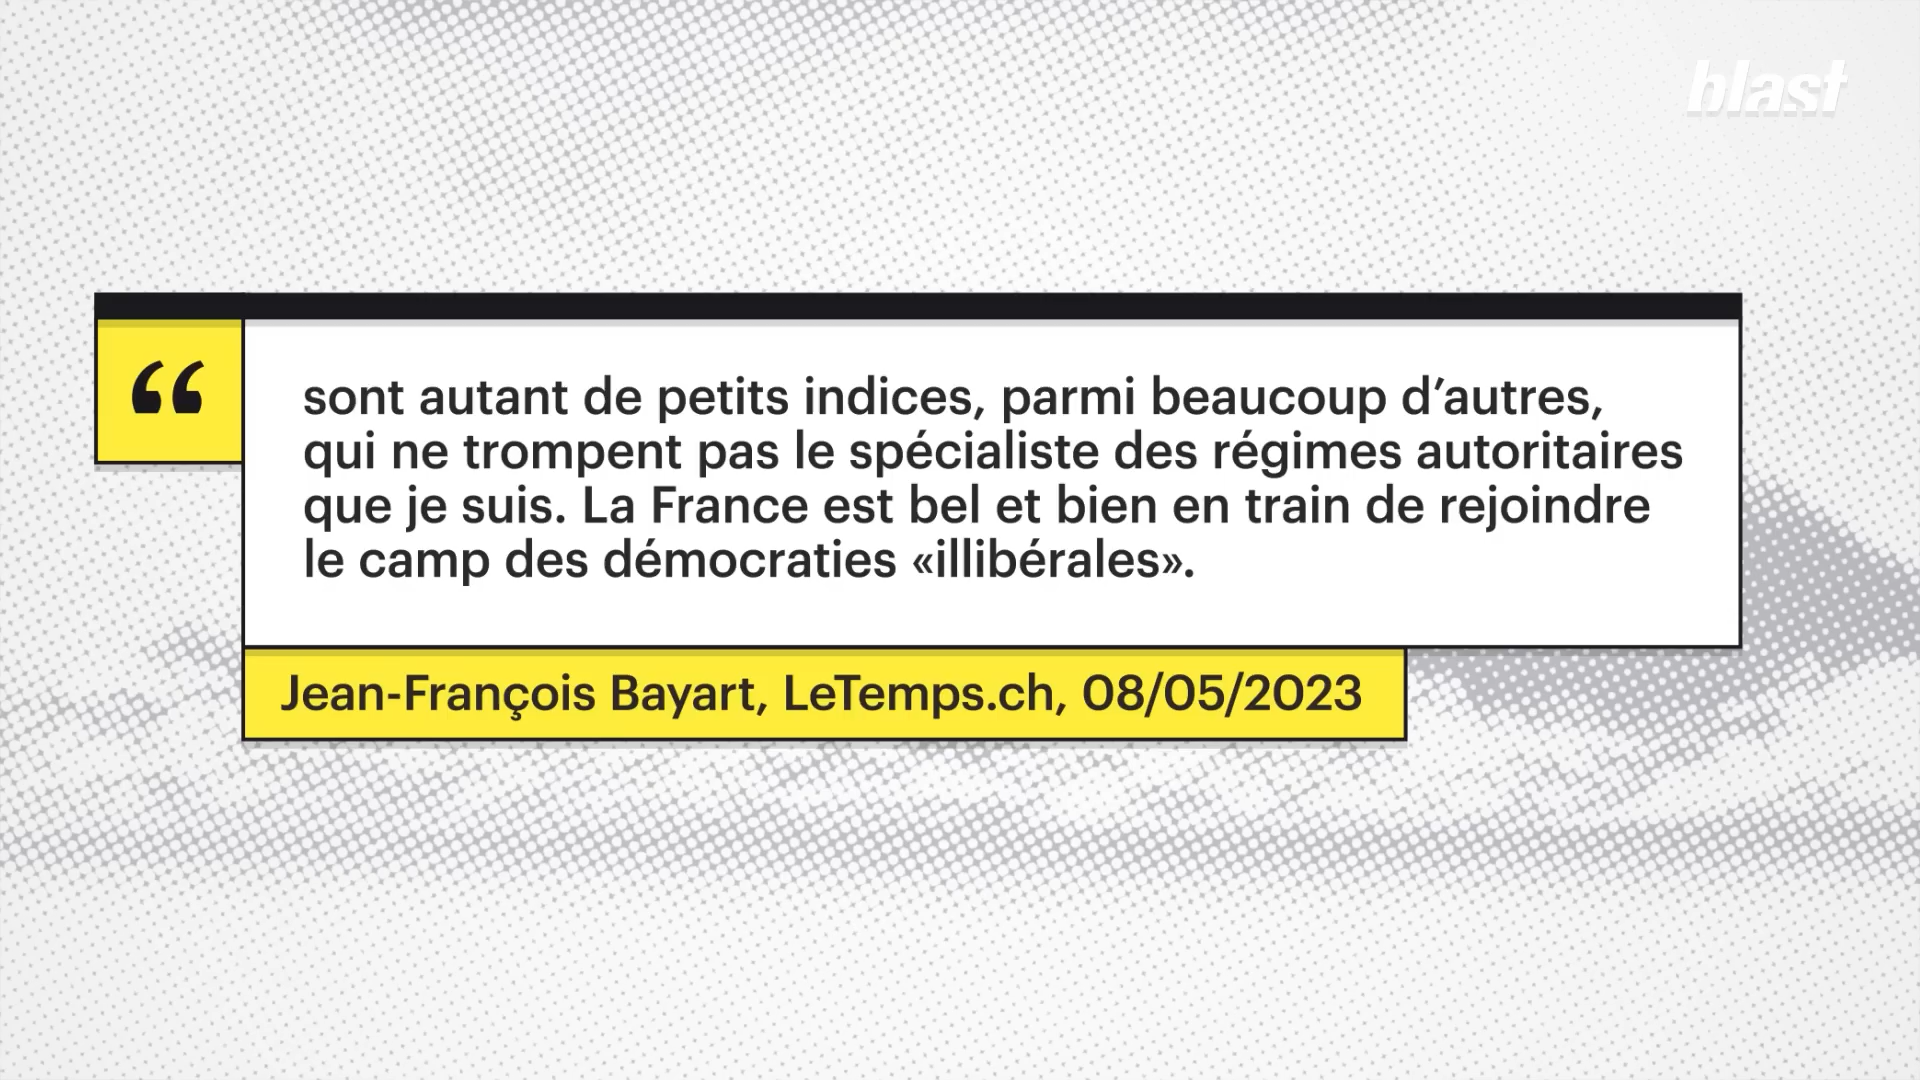 blast
“
sont autant de petits indices, parmi beaucoup d’autres,
qui ne trompent pas le spécialiste des régimes autoritaires
que je suis. La France est bel et bien en train de rejoindre
le camp des démocraties «illibérales».
Jean-François Bayart, LeTemps.ch, 08/05/2023